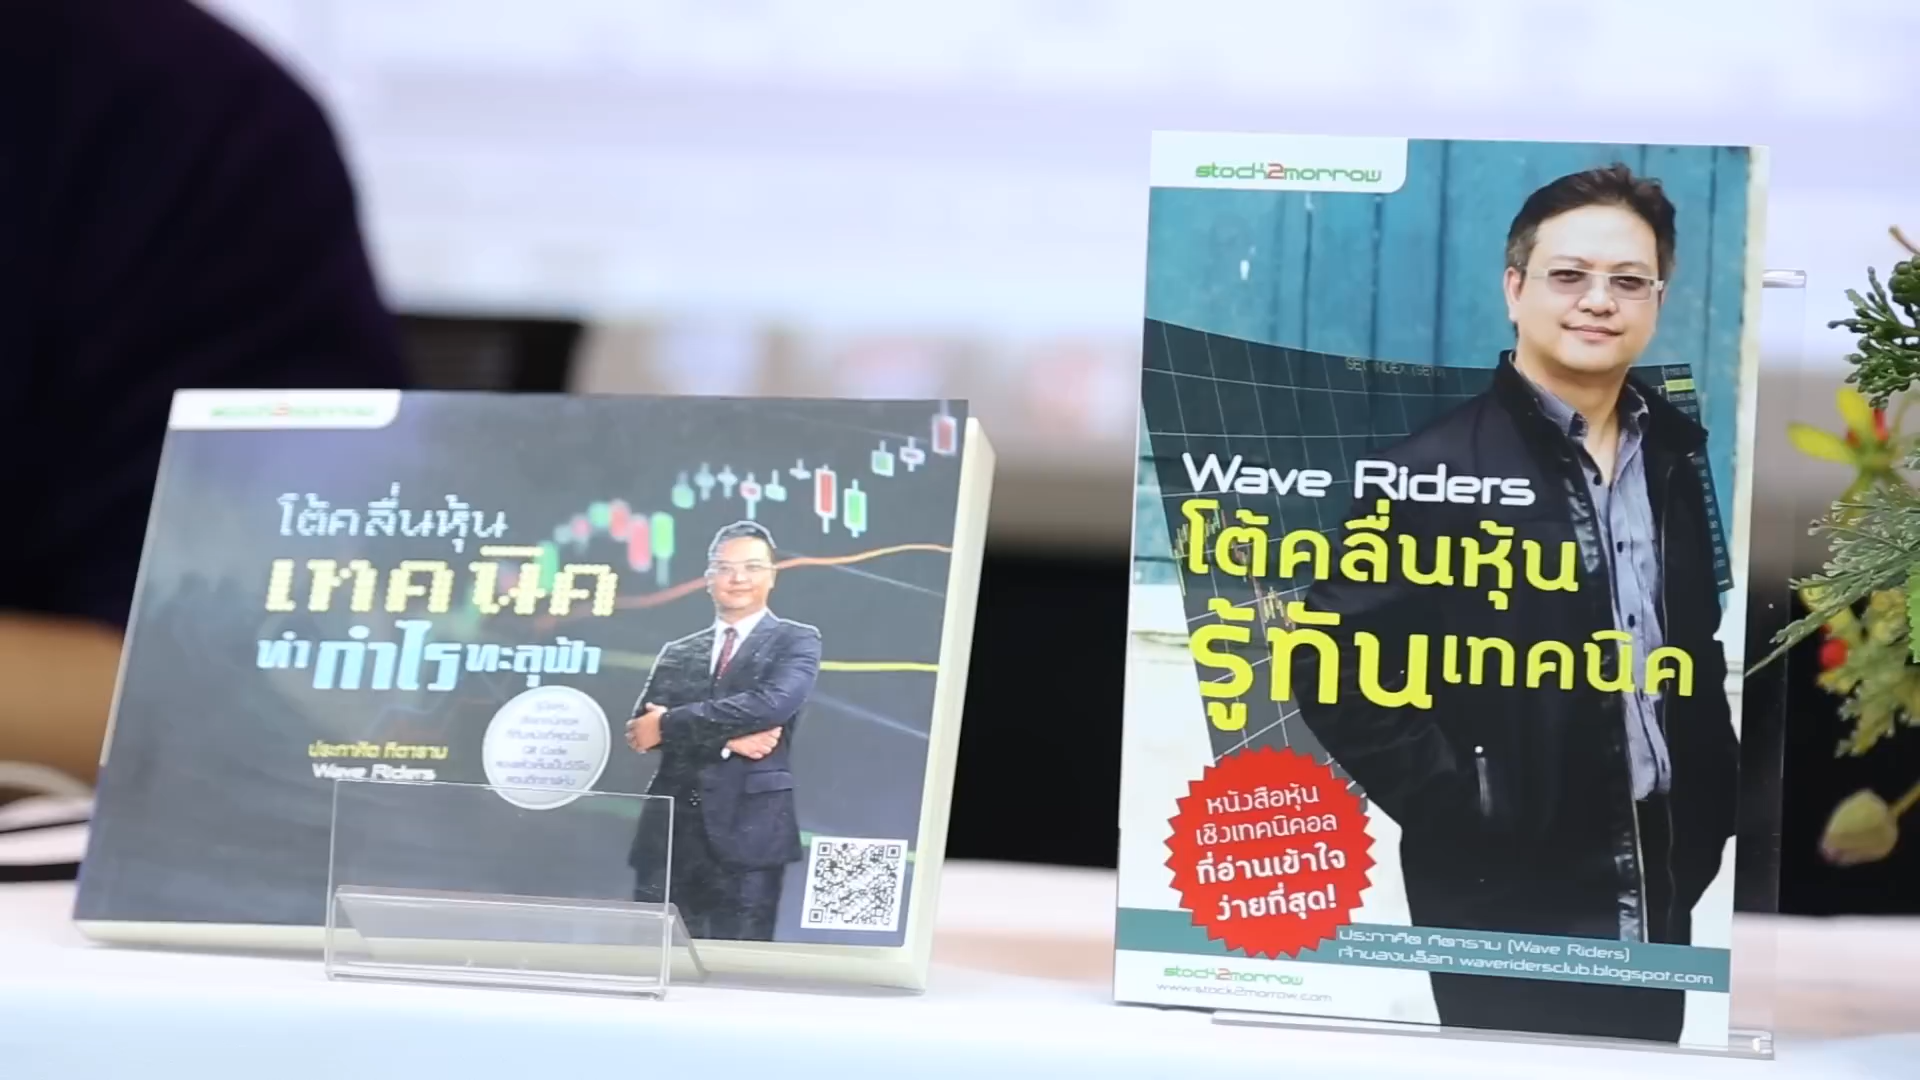 stock2morrow
โต้คลื่นหุ้น
เทคนิค
ทำกำไรทะลุฟ้า
ประกาศิต ทิตาราม
Wave Riders
QR Code
stock2morrow
SET INDEX (SET)
Wave Riders
โต้คลื่นหุ้น
รู้ทันเทคนิค
หนังสือหุ้น
เชิงเทคนิคอล
ที่อ่านเข้าใจ
ง่ายที่สุด!
ประกาศิต ทิตาราม (Wave Riders)
เจ้าของบล็อก waveridersclub.blogspot.com
stock2morrow
www.stock2morrow.com